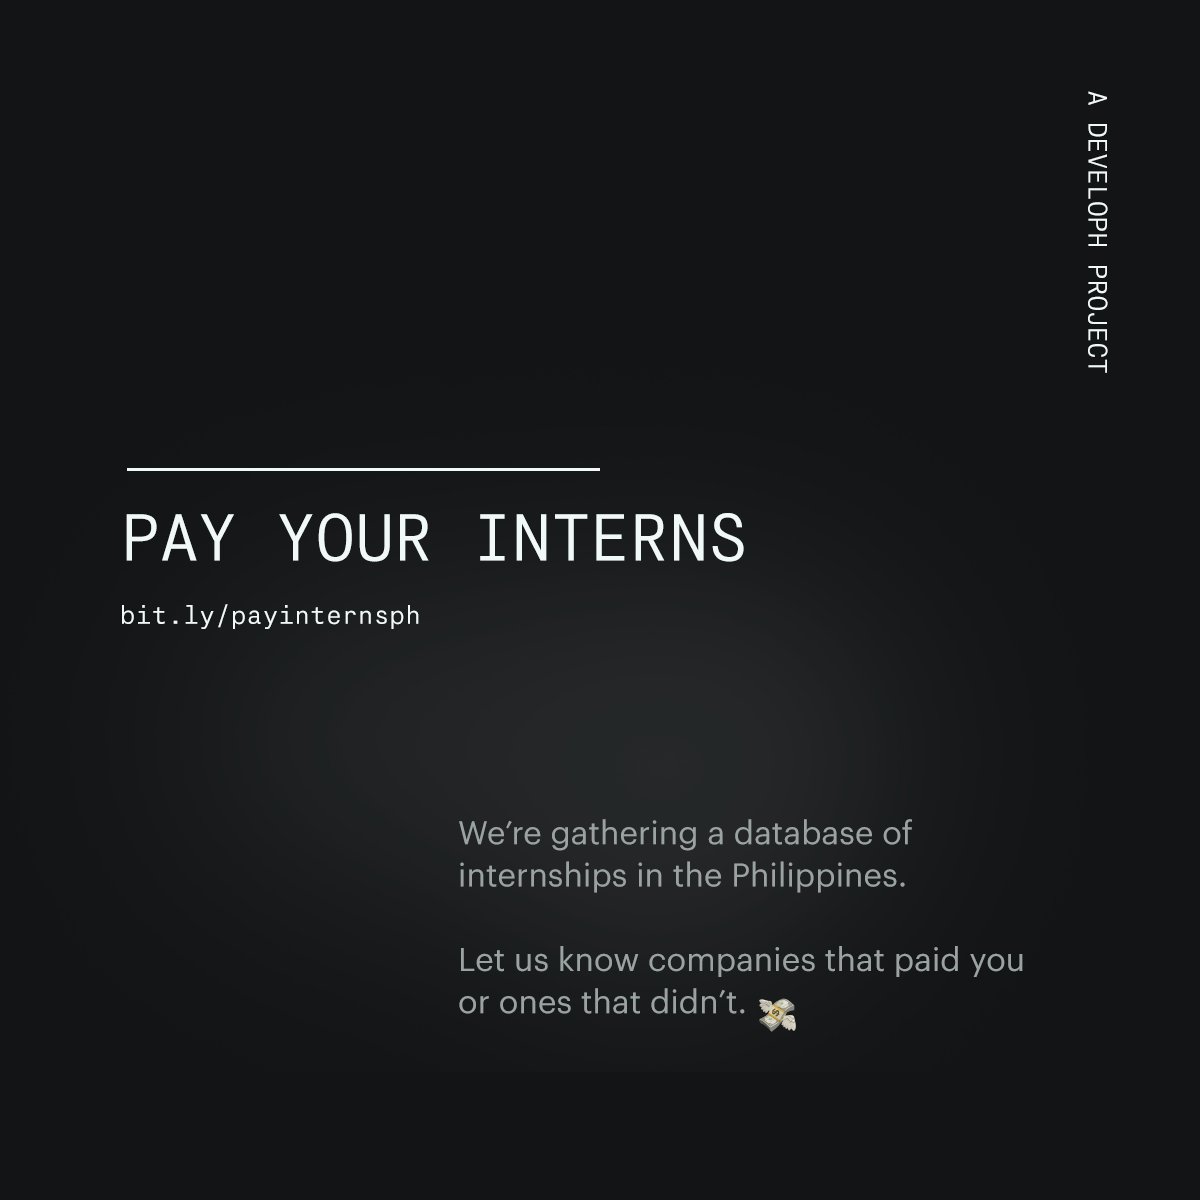 A DEVELOPH PROJECT
PAY YOUR INTERNS
bit.ly/payinternsph
We’re gathering a database of
internships in the Philippines.
Let us know companies that paid you
or ones that didn’t. 💸